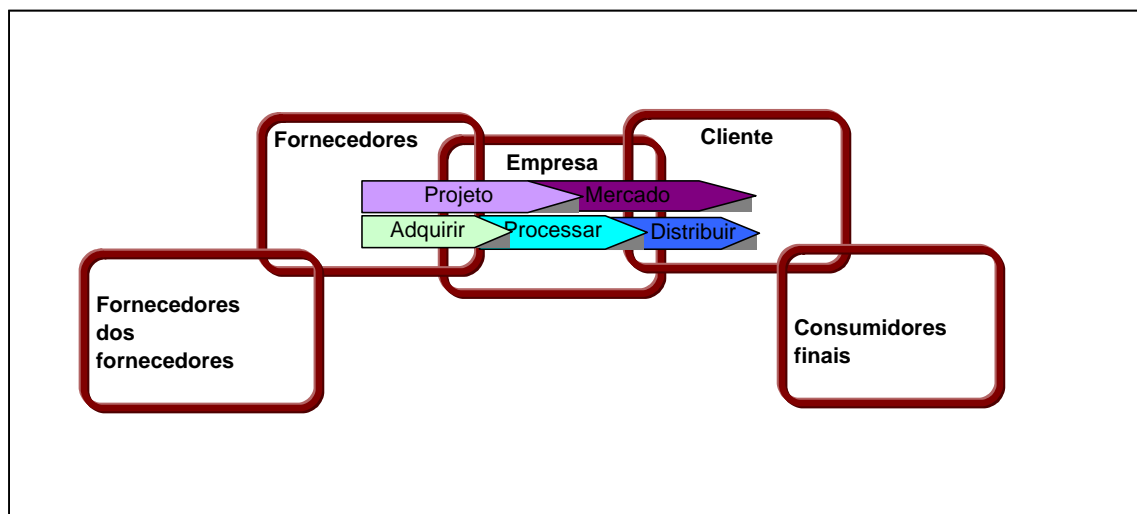 Fornecedores
Empresa
Cliente
Projeto
Mercado
Adquirir
Processar
Distribuir
Fornecedores
dos
fornecedores
Consumidores
finais